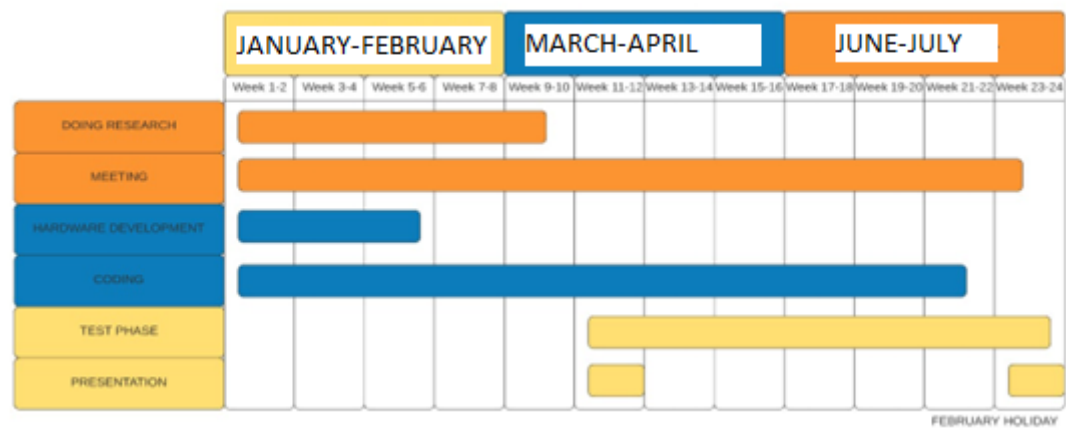 JANUARY-FEBRUARY MARCH-APRIL JUNE-JULY
Week 1-2 Week 3-4 Week 5-6 Week 7-8 Week 9-10 Week 11-12 Week 13-14 Week 15-16 Week 17-18 Week 19-20 Week 21-22 Week 23-24
DOING RESEARCH
MEETING
HARDWARE DEVELOPMENT
CODING
TEST PHASE
PRESENTATION
FEBRUARY HOLIDAY